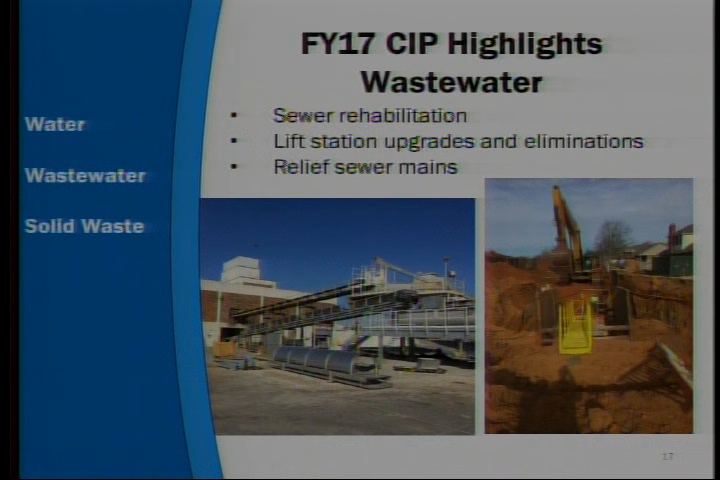 FY17 CIP Highlights
Wastewater
Water
Wastewater
Solid Waste
▪ Sewer rehabilitation
▪ Lift station upgrades and eliminations
▪ Relief sewer mains
17